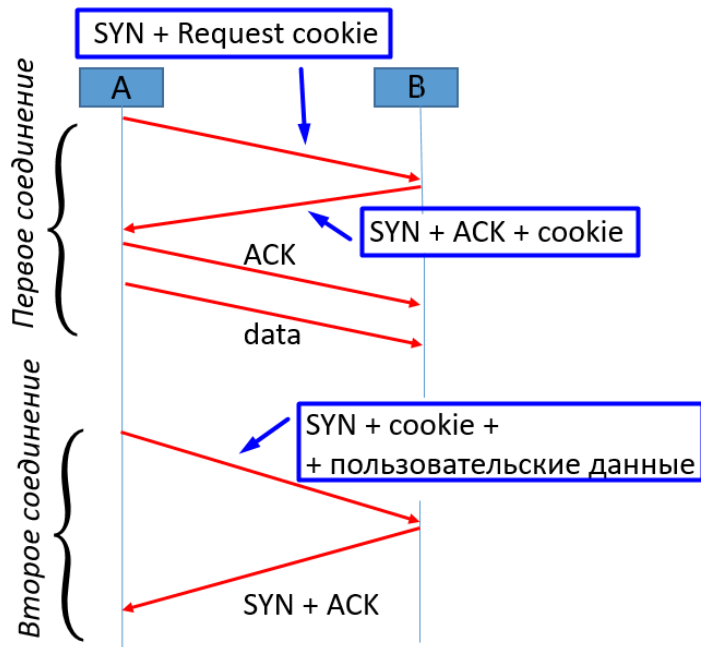 SYN + Request cookie
A
B
Первое соединение
SYN + ACK + cookie
ACK
data
Второе соединение
SYN + cookie +
+ пользовательские данные
SYN + ACK